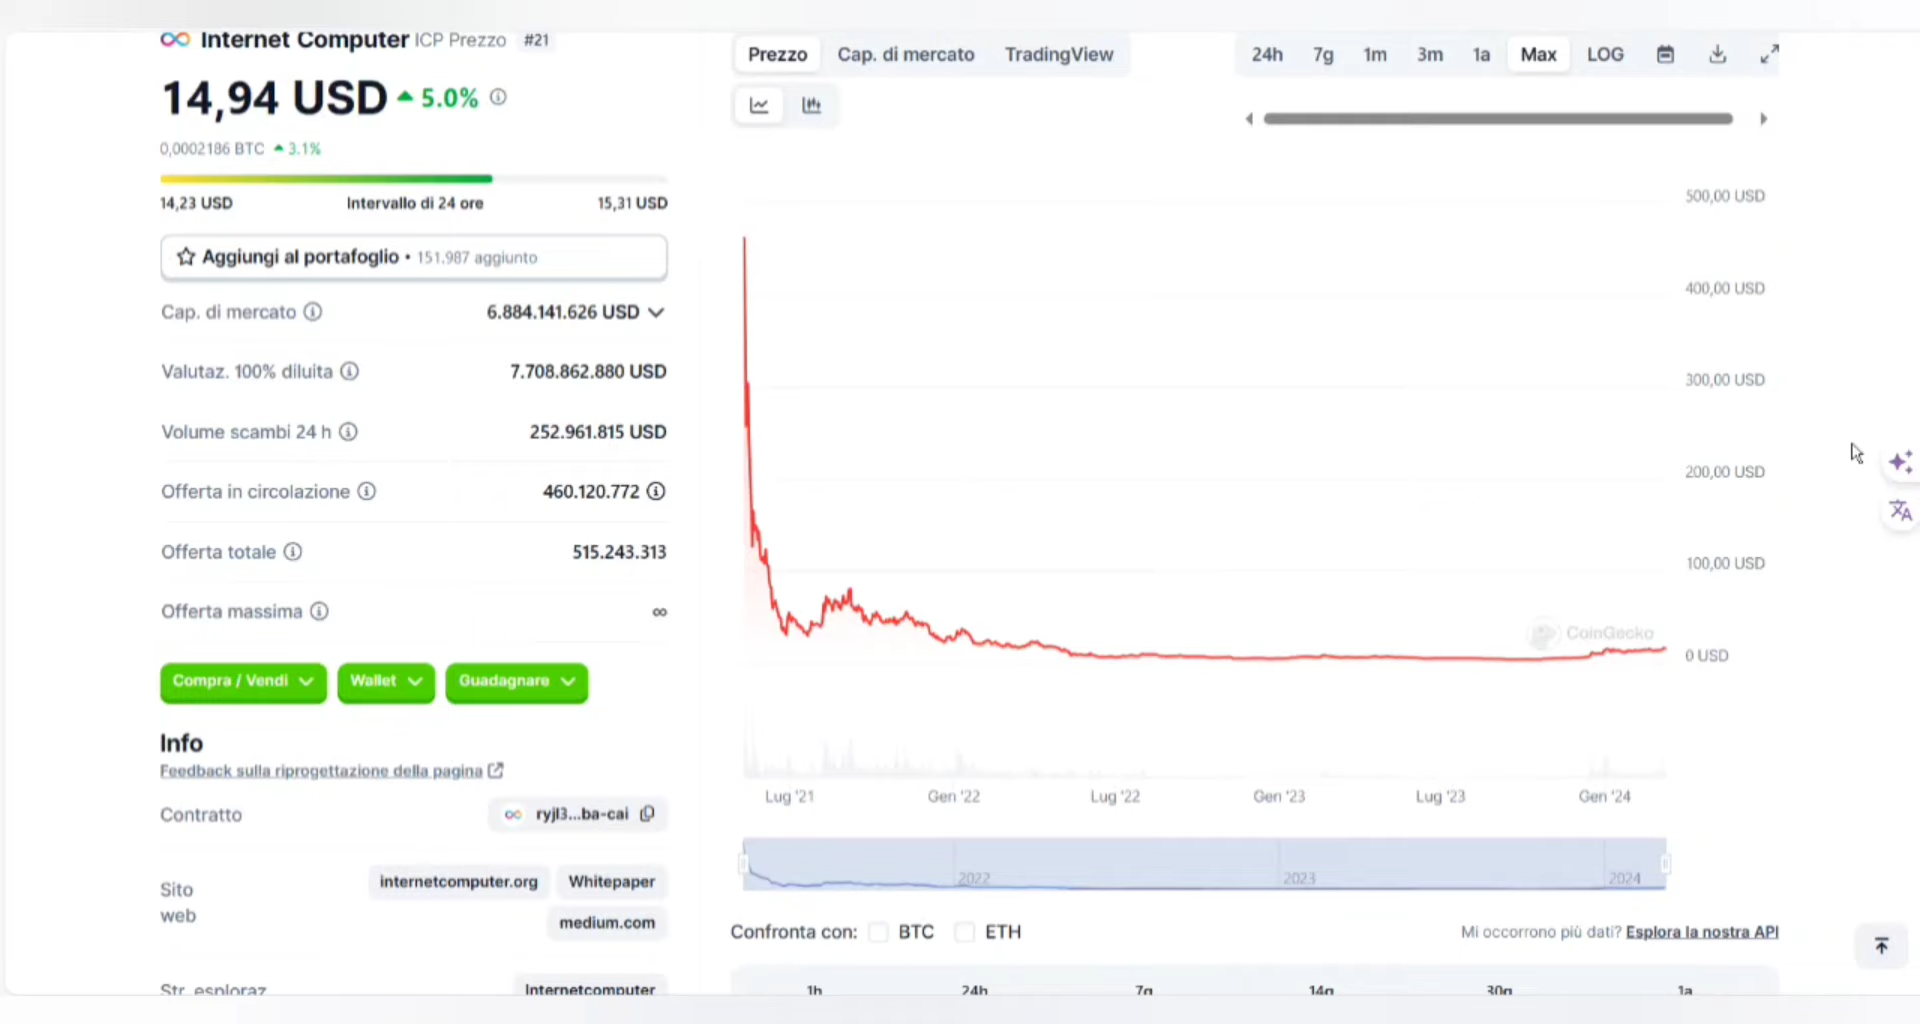 Internet Computer ICP Prezzo #21
14,94 USD 5.0%
0,0002186 BTC 3.1%
14,23 USD Intervallo di 24 ore 15,31 USD
Aggiungi al portafoglio • 151.987 aggiunto
Cap. di mercato 6.884.141.626 USD
Valutaz. 100% diluita 7.708.862.880 USD
Volume scambi 24 h 252.961.815 USD
Offerta in circolazione 460.120.772
Offerta totale 515.243.313
Offerta massima ∞
Compra / Vendi Wallet Guadagnare
Info
Feedback sulla riprogettazione della pagina
Contratto ryjl3...ba-cai
Sito web internetcomputer.org Whitepaper
medium.com
Str. esploraz Internetcomputer
Prezzo Cap. di mercato TradingView 24h 7g 1m 3m 1a Max LOG
500,00 USD
400,00 USD
300,00 USD
200,00 USD
100,00 USD
CoinGecko
0 USD
Lug '21 Gen '22 Lug '22 Gen '23 Lug '23 Gen '24
2022 2023 2024
Confronta con: BTC ETH Mi occorrono più dati? Esplora la nostra API
1h 24h 7g 14g 30g 1a